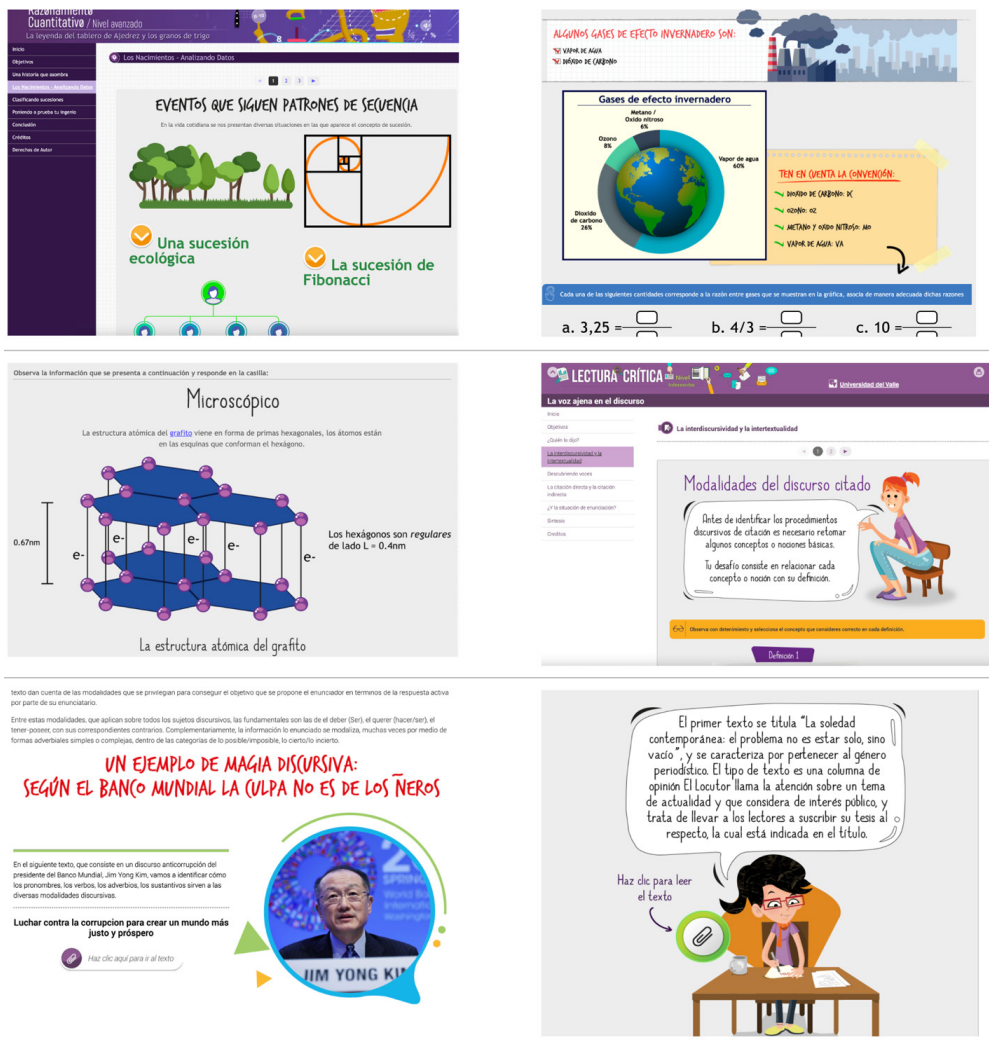 Razonamiento
Cuantitativo / Nivel avanzado
La leyenda del tablero de Ajedrez y los granos de trigo
Inicio
Objetivos
Una historia que asombra
Los Nacimientos - Analizando Datos
Clasificando sucesiones
Poniendo a prueba tu ingenio
Conclusión
Créditos
Derechos de Autor
Los Nacimientos - Analizando Datos
1 2 3
EVENTOS QUE SIGUEN PATRONES DE SECUENCIA
En la vida cotidiana se nos presentan diversas situaciones en las que aparece el concepto de sucesión.
Una sucesión
ecológica
La sucesión de
Fibonacci
ALGUNOS GASES DE EFECTO INVERNADERO SON:
VAPOR DE AGUA
DIÓXIDO DE CARBONO
Gases de efecto invernadero
Metano /
Oxido nitroso
6%
Ozono
8%
Vapor de agua
60%
Dioxido
de carbono
26%
TEN EN CUENTA LA CONVENCIÓN:
DIOXIDO DE CARBONO: DC
OZONO: OZ
METANO Y OXIDO NITROSO: MO
VAPOR DE AGUA: VA
Cada una de las siguientes cantidades corresponde a la razón entre gases que se muestran en la gráfica, asocia de manera adecuada dichas razones
a. 3,25 =
b. 4/3 =
c. 10 =
Observa la información que se presenta a continuación y responde en la casilla:
Microscópico
La estructura atómica del grafito viene en forma de primas hexagonales, los átomos están
en las esquinas que conforman el hexágono.
0.67nm
e-
e-
e-
e-
e-
Los hexágonos son regulares
de lado L = 0.4nm
La estructura atómica del grafito
LECTURA CRÍTICA
Nivel
Universidad del Valle
La voz ajena en el discurso
Inicio
Objetivos
¿Quién lo dijo?
La interdiscursividad y la
intertextualidad
Descubriendo voces
La citación directa y la citación
indirecta
¿Y la situación de enunciación?
Síntesis
Creditos
La interdiscursividad y la intertextualidad
1 2
Modalidades del discurso citado
Antes de identificar los procedimientos
discursivos de citación es necesario retomar
algunos conceptos o nociones básicas.
Tu desafío consiste en relacionar cada
concepto o noción con su definición.
Observa con detenimiento y selecciona el concepto que consideres correcto en cada definición.
Definición 1
texto dan cuenta de las modalidades que se privilegian para conseguir el objetivo que se propone el enunciador en terminos de la respuesta activa
por parte de su enunciatario.
Entre estas modalidades, que aplican sobre todos los sujetos discursivos, las fundamentales son las de el deber (Ser), el querer (hacer/ser), el
tener-poseer, con sus correspondientes contrarios. Complementariamente, la información lo enunciado se modaliza, muchas veces por medio de
formas adverbiales simples o complejas, dentro de las categorías de lo posible/imposible, lo cierto/lo incierto.
UN EJEMPLO DE MAGIA DISCURSIVA:
SEGÚN EL BANCO MUNDIAL LA CULPA NO ES DE LOS ÑEROS
En el siguiente texto, que consiste en un discurso anticorrupción del
presidente del Banco Mundial, Jim Yong Kim, vamos a identificar cómo
los pronombres, los verbos, los adverbios, los sustantivos sirven a las
diversas modalidades discursivas.
Luchar contra la corrupcion para crear un mundo más
justo y próspero
Haz clic aquí para ir al texto
SPRING
World
Internati
Washington
JIM YONG KIM
El primer texto se titula “La soledad
contemporánea: el problema no es estar solo, sino
vacío”, y se caracteriza por pertenecer al género
periodístico. El tipo de texto es una columna de
opinión El Locutor llama la atención sobre un tema
de actualidad y que considera de interés público, y
trata de llevar a los lectores a suscribir su tesis al
respecto, la cual está indicada en el título.
Haz clic para leer
el texto